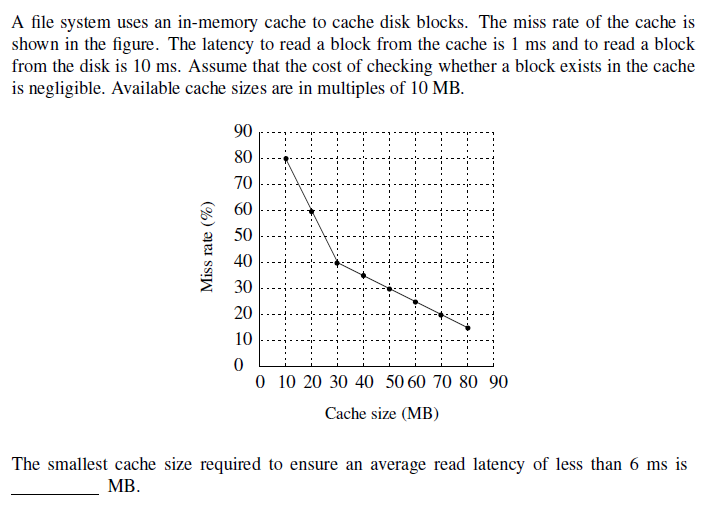 A file system uses an in-memory cache to cache disk blocks. The miss rate of the cache is
shown in the figure. The latency to read a block from the cache is 1 ms and to read a block
from the disk is 10 ms. Assume that the cost of checking whether a block exists in the cache
is negligible. Available cache sizes are in multiples of 10 MB.
90
80
70
60
50
40
30
20
10
0
Miss rate (%)
0 10 20 30 40 50 60 70 80 90
Cache size (MB)
The smallest cache size required to ensure an average read latency of less than 6 ms is
__________ MB.